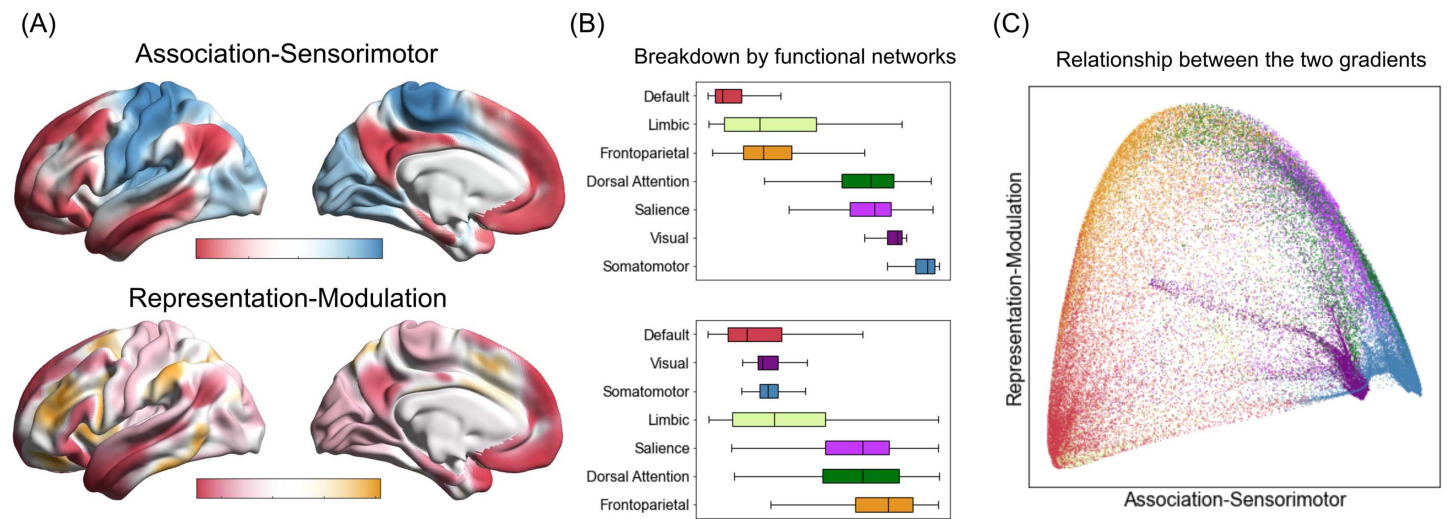 (A)
Association-Sensorimotor
Representation-Modulation
(B)
Breakdown by functional networks
Default
Limbic
Frontoparietal
Dorsal Attention
Salience
Visual
Somatomotor
Default
Visual
Somatomotor
Limbic
Salience
Dorsal Attention
Frontoparietal
(C)
Relationship between the two gradients
Representation-Modulation
Association-Sensorimotor